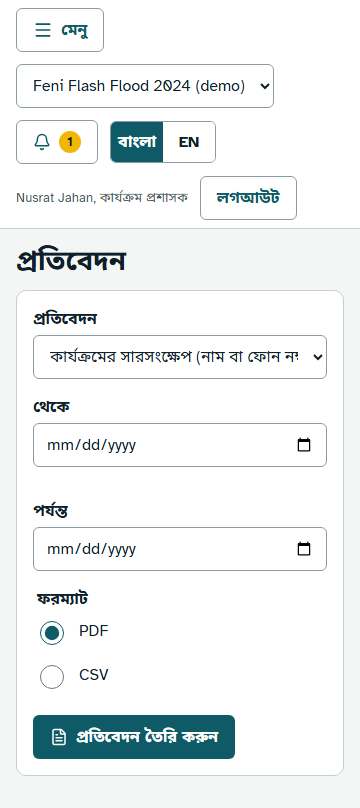 মেনু
Feni Flash Flood 2024 (demo)
1
বাংলা EN
Nusrat Jahan, কার্যক্রম প্রশাসক লগআউট
প্রতিবেদন
প্রতিবেদন
কার্যক্রমের সারসংক্ষেপ (নাম বা ফোন
থেকে
mm/dd/yyyy
পর্যন্ত
mm/dd/yyyy
ফরম্যাট
PDF
CSV
প্রতিবেদন তৈরি করুন